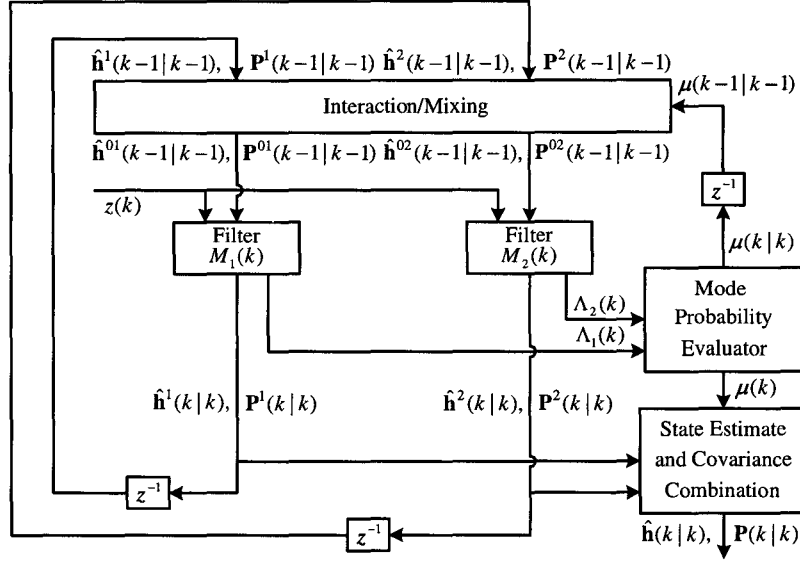 ĥ¹(k−1|k−1), P¹(k−1|k−1) ĥ²(k−1|k−1), P²(k−1|k−1)
μ(k−1|k−1)
Interaction/Mixing
ĥ⁰¹(k−1|k−1), P⁰¹(k−1|k−1) ĥ⁰²(k−1|k−1), P⁰²(k−1|k−1)
z⁻¹
z(k)
Filter
M₁(k)
Filter
M₂(k)
μ(k|k)
Λ₂(k)
Λ₁(k)
Mode
Probability
Evaluator
μ(k)
ĥ¹(k|k), P¹(k|k)
ĥ²(k|k), P²(k|k)
State Estimate
and Covariance
Combination
z⁻¹
z⁻¹
ĥ(k|k), P(k|k)